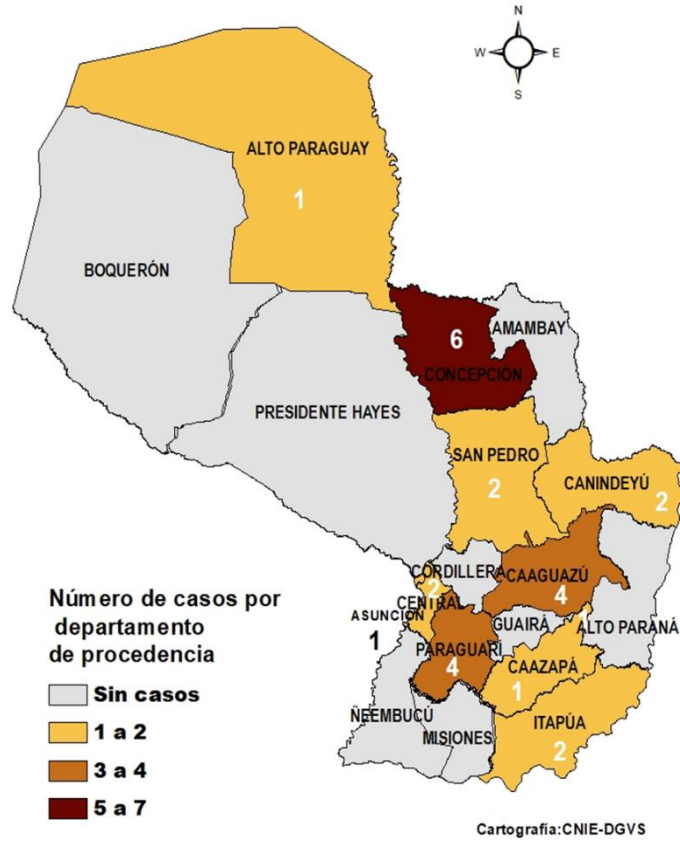 N
W E
S
ALTO PARAGUAY
1
BOQUERÓN
6
AMAMBAY
CONCEPCIÓN
PRESIDENTE HAYES
SAN PEDRO
2
CANINDEYÚ
2
CORDILLERA
2
CAAGUAZÚ
4
CENTRAL
ASUNCIÓN
1
1
GUAIRÁ
ALTO PARANÁ
PARAGUARÍ
4
CAAZAPÁ
1
ÑEEMBUCÚ
MISIONES
ITAPÚA
2
Número de casos por
departamento
de procedencia
Sin casos
1 a 2
3 a 4
5 a 7
Cartografía:CNIE-DGVS